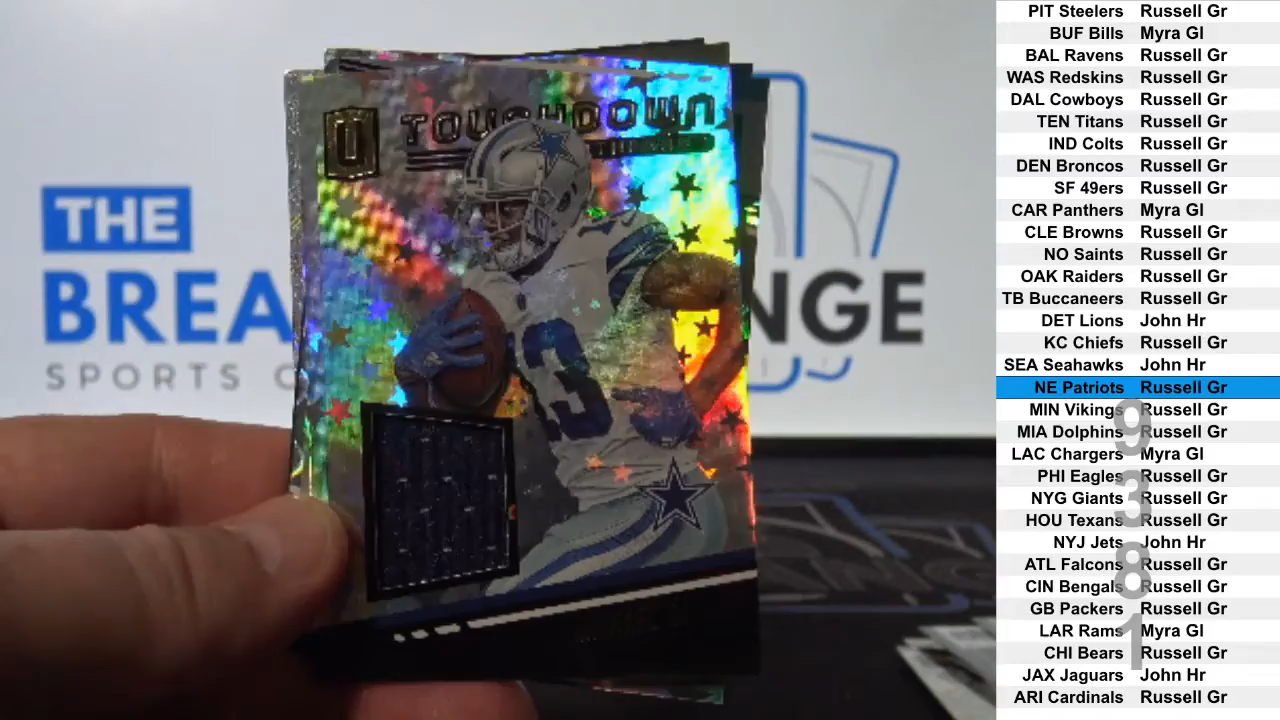 U TOUCHDOWN
THE
BREA NGE
SPORTS C
3
PIT Steelers Russell Gr
BUF Bills Myra Gl
BAL Ravens Russell Gr
WAS Redskins Russell Gr
DAL Cowboys Russell Gr
TEN Titans Russell Gr
IND Colts Russell Gr
DEN Broncos Russell Gr
SF 49ers Russell Gr
CAR Panthers Myra Gl
CLE Browns Russell Gr
NO Saints Russell Gr
OAK Raiders Russell Gr
TB Buccaneers Russell Gr
DET Lions John Hr
KC Chiefs Russell Gr
SEA Seahawks John Hr
NE Patriots Russell Gr
MIN Vikings Russell Gr
MIA Dolphins Russell Gr
LAC Chargers Myra Gl
PHI Eagles Russell Gr
NYG Giants Russell Gr
HOU Texans Russell Gr
NYJ Jets John Hr
ATL Falcons Russell Gr
CIN Bengals Russell Gr
GB Packers Russell Gr
LAR Rams Myra Gl
CHI Bears Russell Gr
JAX Jaguars John Hr
ARI Cardinals Russell Gr
9
3
8
1